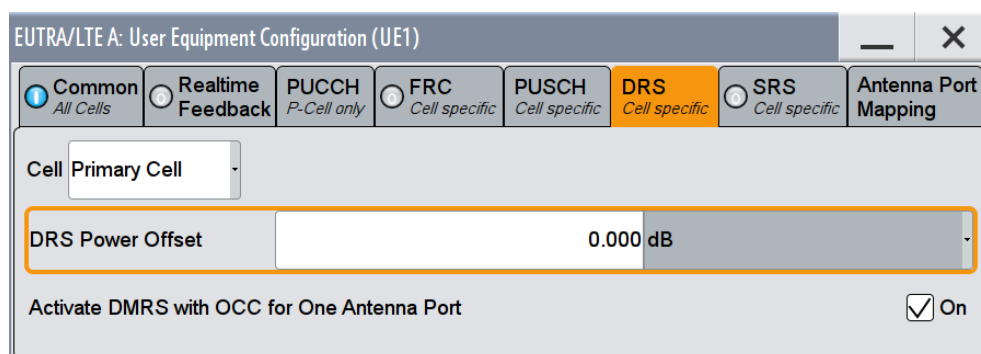 EUTRA/LTE A: User Equipment Configuration (UE1)
Common
All Cells
Realtime
Feedback
PUCCH
P-Cell only
FRC
Cell specific
PUSCH
Cell specific
DRS
Cell specific
SRS
Cell specific
Antenna Port
Mapping
Cell Primary Cell
DRS Power Offset 0.000 dB
Activate DMRS with OCC for One Antenna Port On